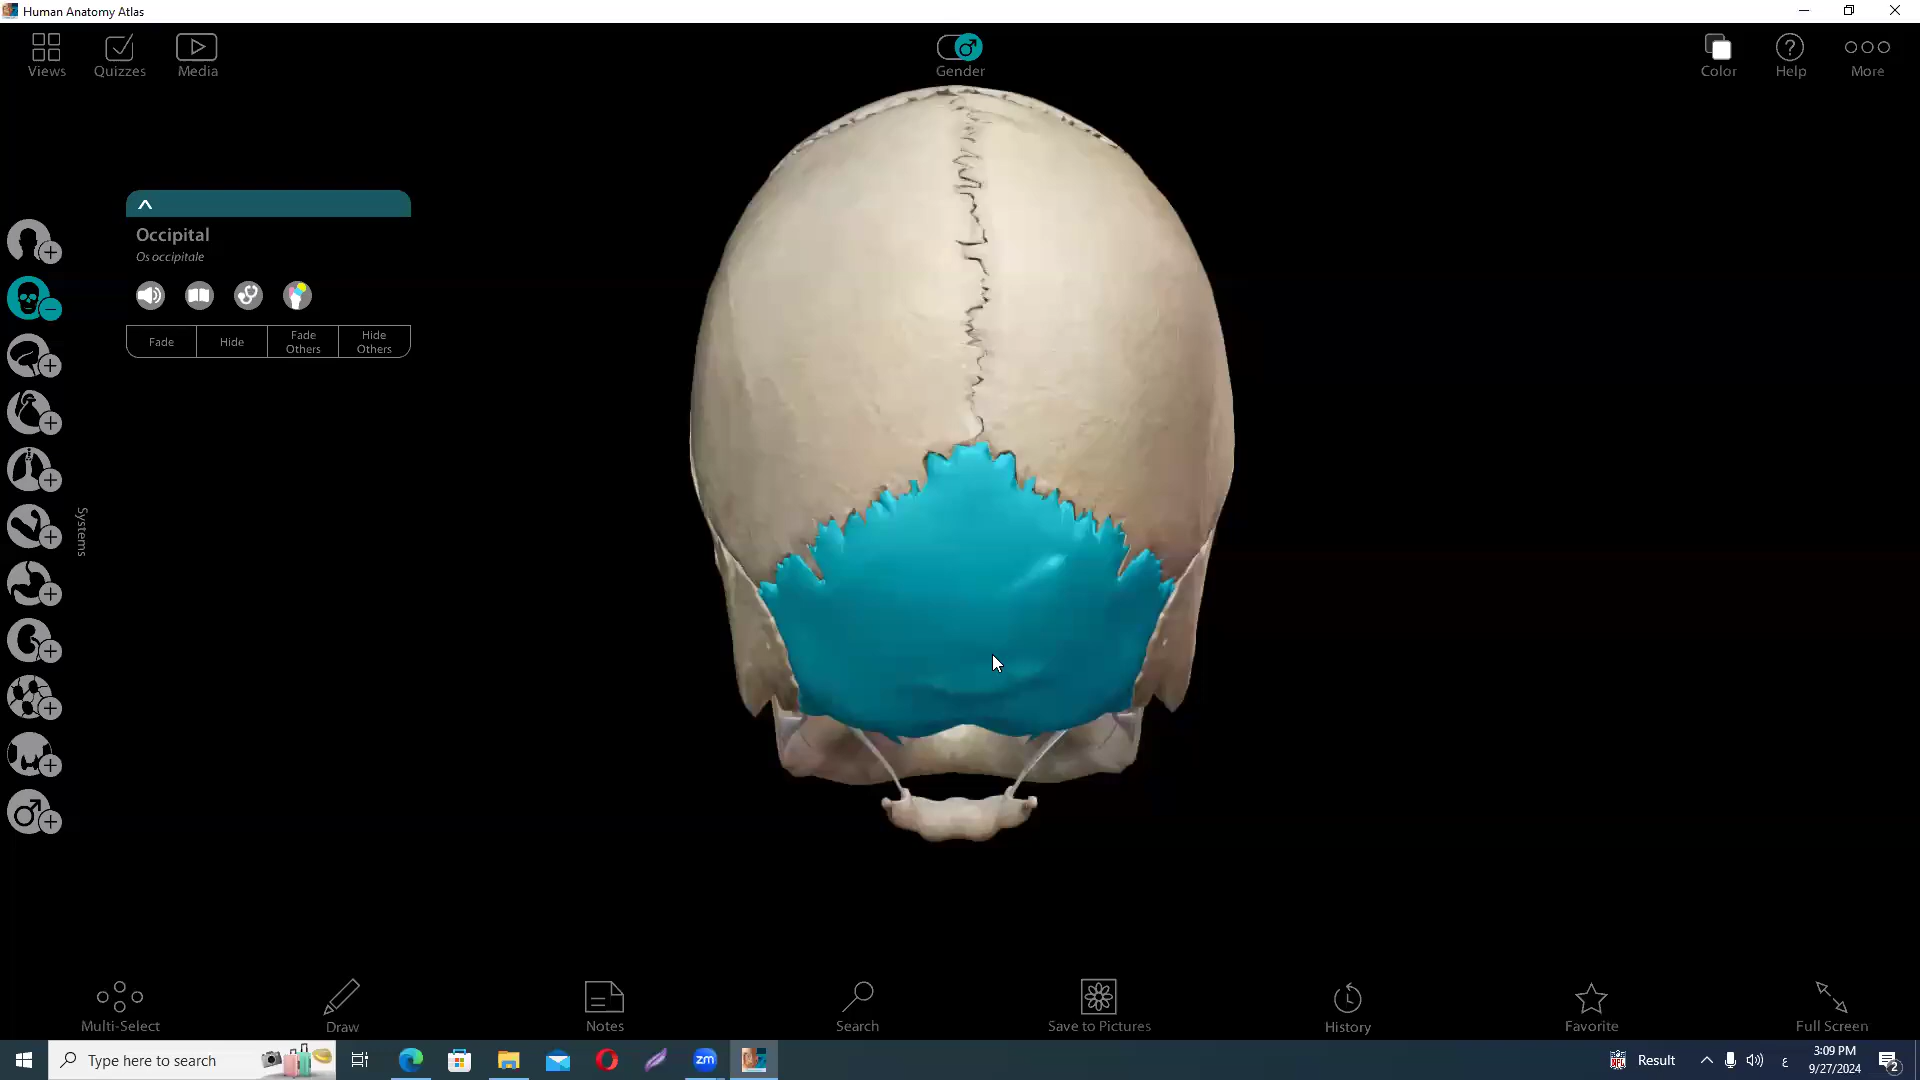 Human Anatomy Atlas
Views
Quizzes
Media
Gender
Color
Help
More
Occipital
Os occipitale
Fade
Hide
Fade
Others
Hide
Others
Systems
Multi-Select
Draw
Notes
Search
Save to Pictures
History
Favorite
Full Screen
Type here to search
zm
Result
ع
3:09 PM
9/27/2024
2